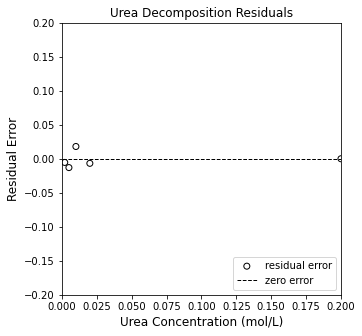 Urea Decomposition Residuals
0.20
0.15
0.10
0.05
0.00
−0.05
−0.10
−0.15
−0.20
Residual Error
residual error
zero error
0.000 0.025 0.050 0.075 0.100 0.125 0.150 0.175 0.200
Urea Concentration (mol/L)